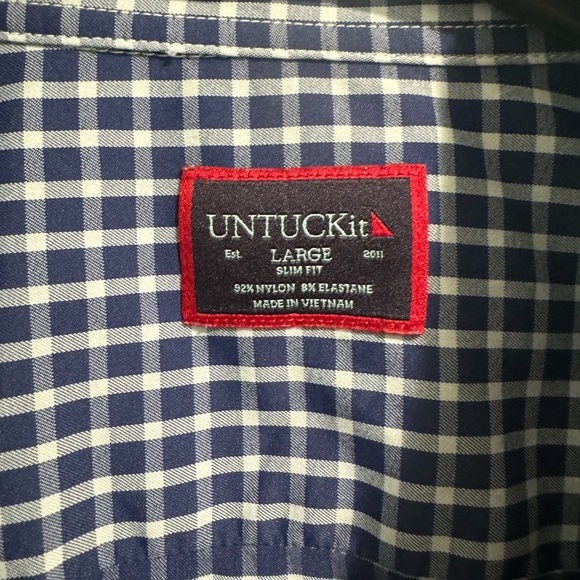 UNTUCKit
Est. LARGE 2011
SLIM FIT
92% NYLON 8% ELASTANE
MADE IN VIETNAM